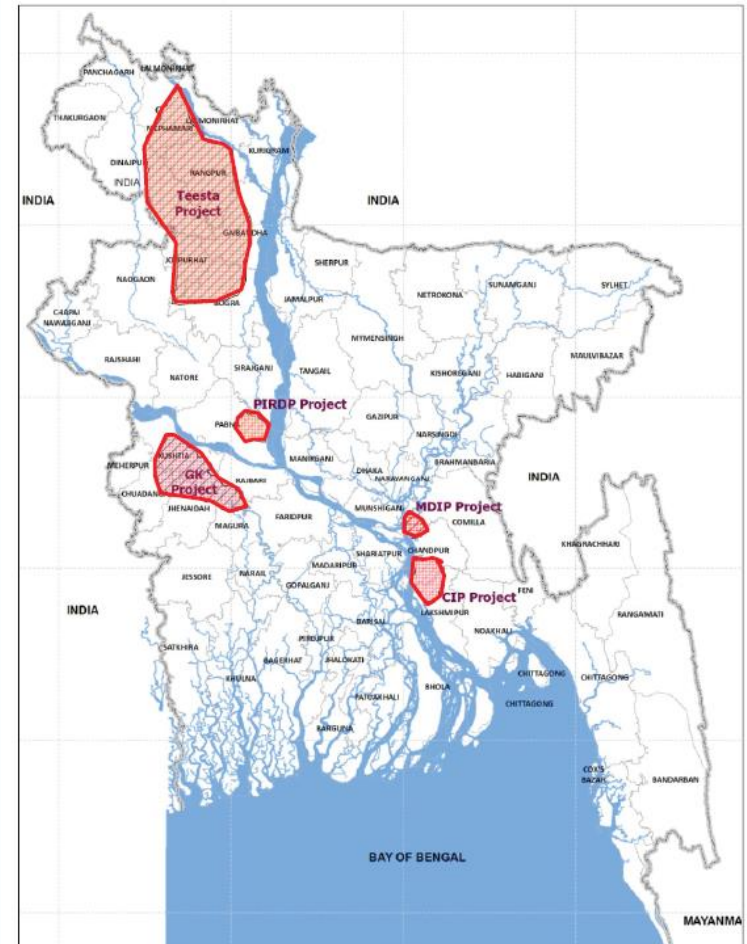 PANCHAGARH
LALMONIRHAT
THAKURGAON
NILPHAMARI
LALMONIRHAT
KURIGRAM
DINAJPU
RANGPUR
INDIA
INDIA
INDIA
Teesta
Project
GAIBANDHA
JOYPURHAT
SHERPUR
NAOGAON
BOGRA
JAMALPUR
NETROKONA
SUNAMGANJ
SYLHET
CHAPAI
NAWABGANJ
MYMENSINGH
RAJSHAHI
MAULVIBAZAR
NATORE
SIRAJGANJ
TANGAIL
KISHOREGANJ
HABIGANJ
PIRDP Project
PABN
GAZIPUR
NARSINGDI
MEHERPUR
KUSHTIA
MANIKGANJ
DHAKA
BRAHMANBARIA
NARAYANGANJ
INDIA
GK
Project
RAJBARI
CHUADANG
JHENAIDAH
MUNSHIGANJ
MDIP Project
FARIDPUR
COMILLA
MAGURA
KHAGRACHHARI
SHARIATPUR
CHANDPUR
MADARIPUR
JESSORE
NARAIL
GOPALGANJ
FENI
CIP Project
INDIA
LAKSHMIPUR
RANGAMATI
BARISAL
NOAKHALI
PIROJPUR
SATKHIRA
BAGERHAT
JHALOKATI
KHULNA
CHITTAGONG
CHITTAGONG
BHOLA
PATUAKHALI
CHITTAGONG
BARGUNA
COX'S
BAZAR
BANDARBAN
BAY OF BENGAL
MAYANMA